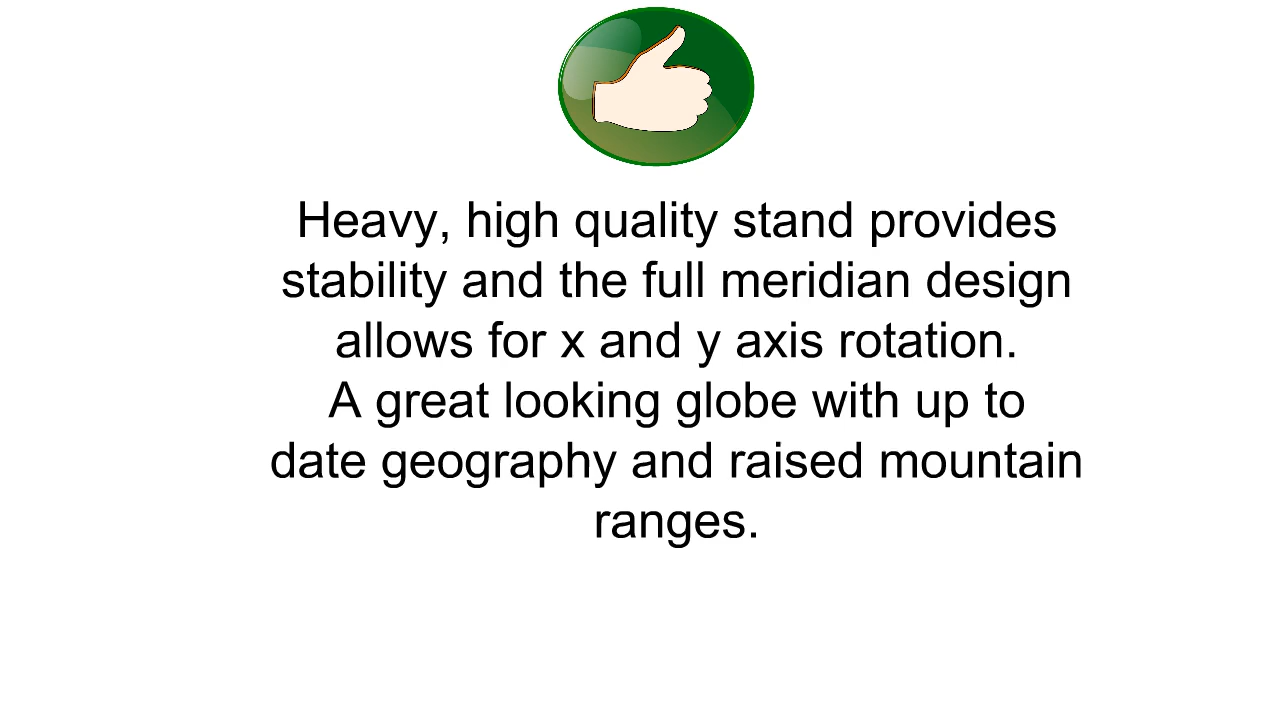 Heavy, high quality stand provides
stability and the full meridian design
allows for x and y axis rotation.
A great looking globe with up to
date geography and raised mountain
ranges.